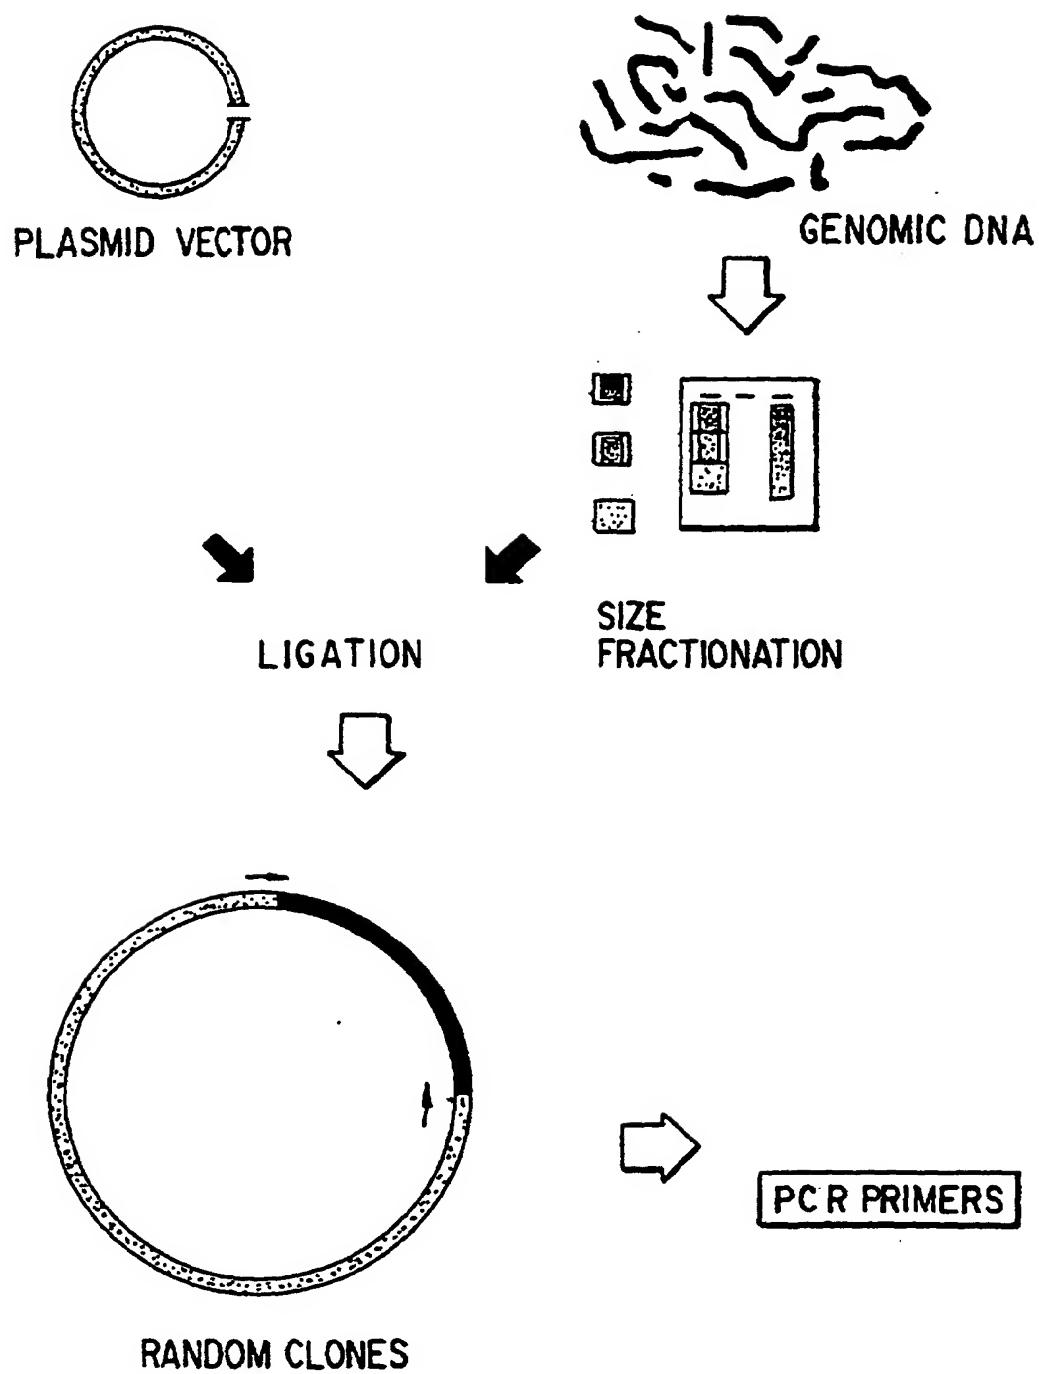 PLASMID VECTOR
GENOMIC DNA
SIZE
FRACTIONATION
LIGATION
PCR PRIMERS
RANDOM CLONES